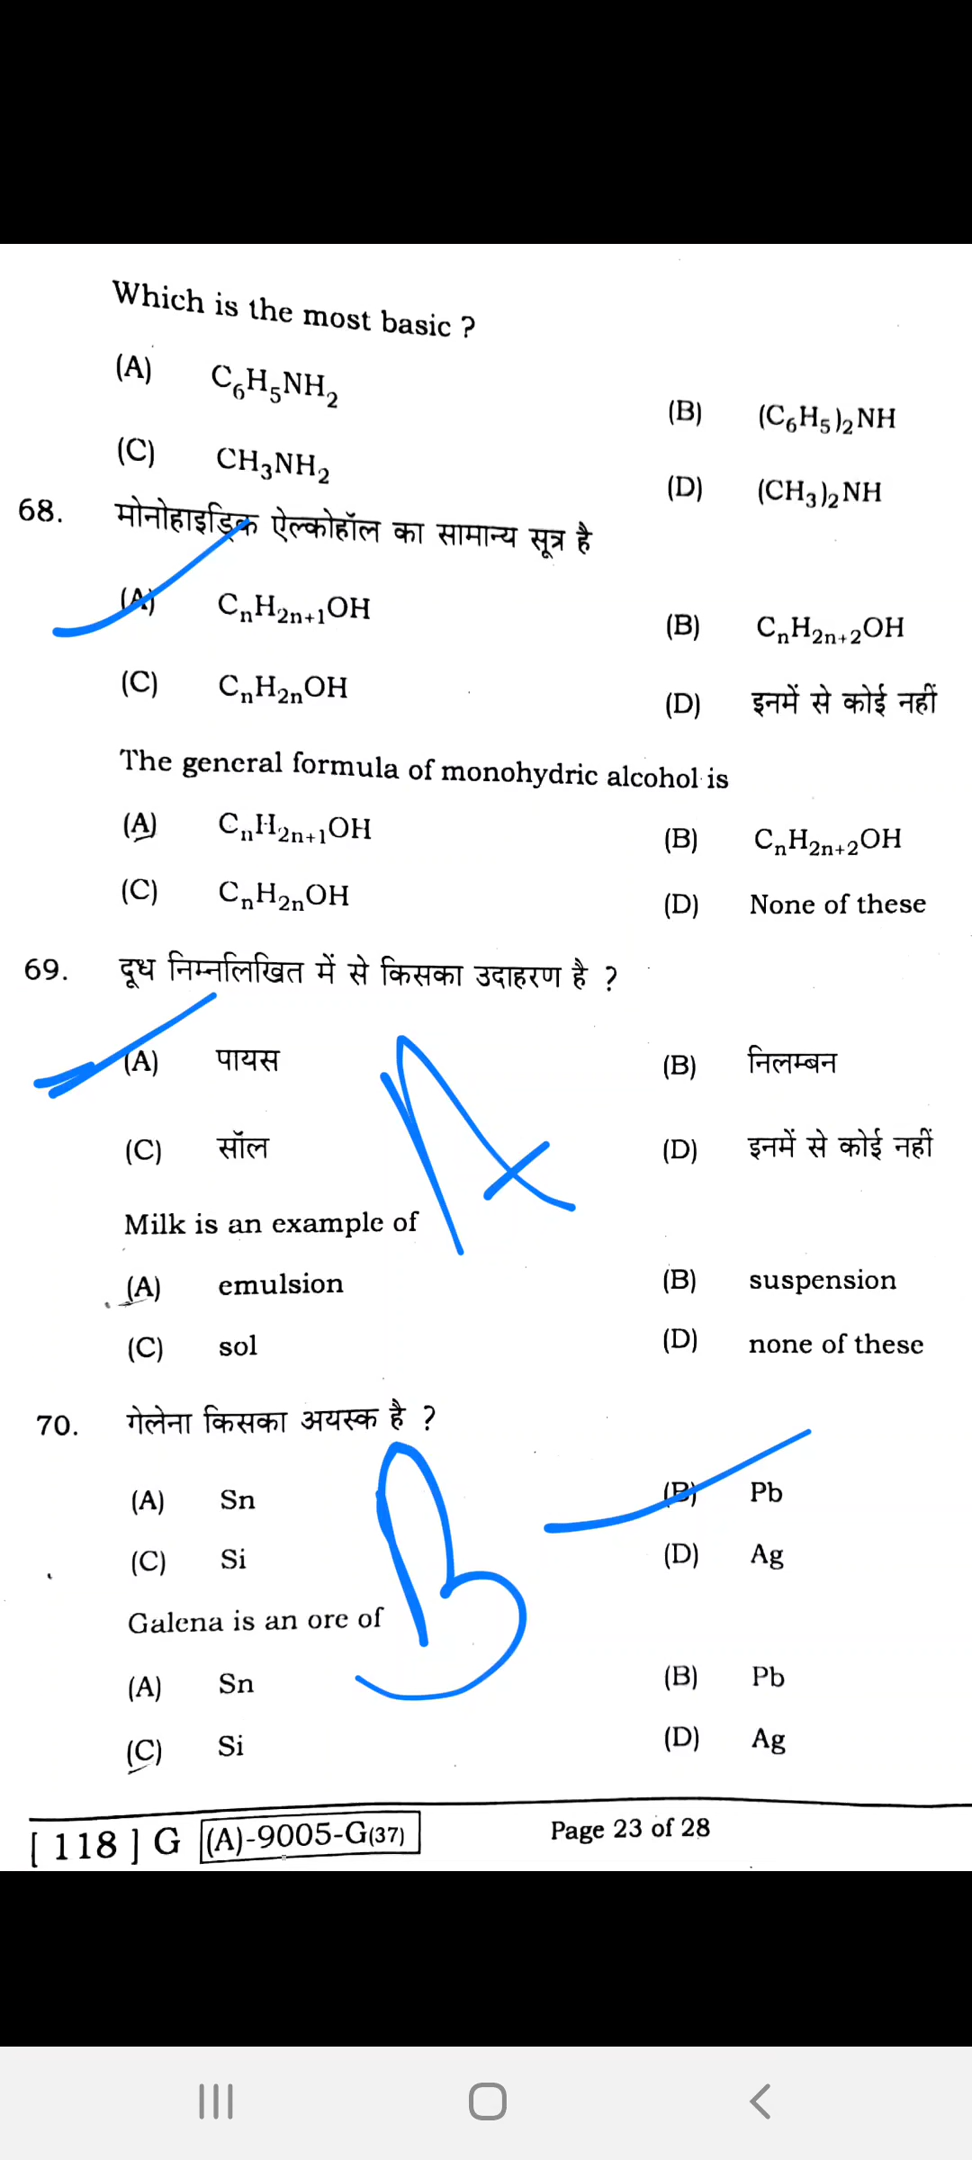 Which is the most basic ?
(A) C₆H₅NH₂ (B) (C₆H₅)₂NH
(C) CH₃NH₂ (D) (CH₃)₂NH
68. मोनोहाइड्रिक ऐल्कोहॉल का सामान्य सूत्र है
(A) CₙH₂ₙ₊₁OH (B) CₙH₂ₙ₊₂OH
(C) CₙH₂ₙOH (D) इनमें से कोई नहीं
The general formula of monohydric alcohol is
(A) CₙH₂ₙ₊₁OH (B) CₙH₂ₙ₊₂OH
(C) CₙH₂ₙOH (D) None of these
69. दूध निम्नलिखित में से किसका उदाहरण है ?
(A) पायस (B) निलम्बन
A
(C) सॉल (D) इनमें से कोई नहीं
Milk is an example of
(A) emulsion (B) suspension
(C) sol (D) none of these
70. गेलेना किसका अयस्क है ?
(A) Sn (B) Pb
B
(C) Si (D) Ag
Galena is an ore of
(A) Sn (B) Pb
(C) Si (D) Ag
[ 118 ] G (A)-9005-G(37) Page 23 of 28